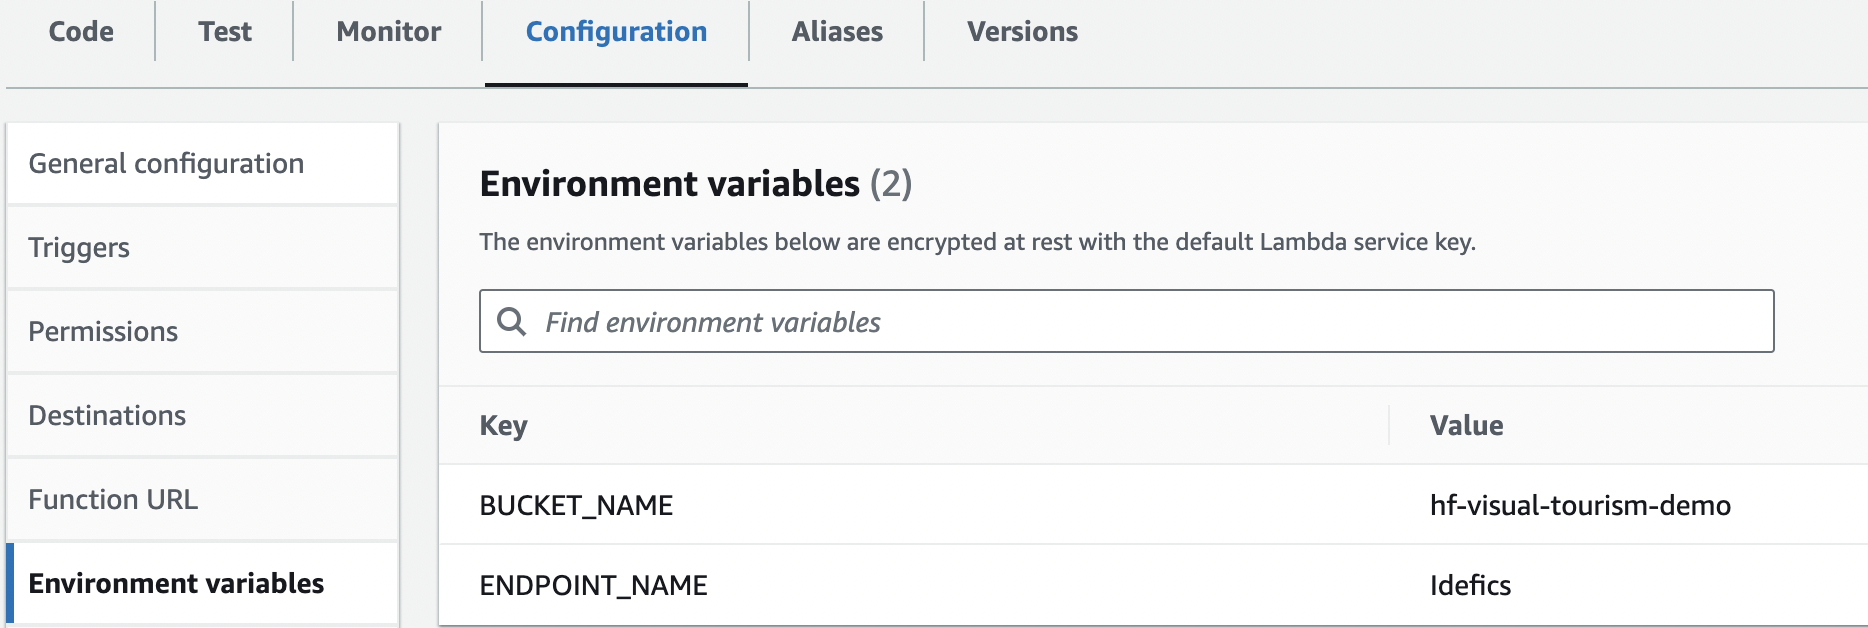 Code Test Monitor Configuration Aliases Versions
General configuration
Triggers
Permissions
Destinations
Function URL
Environment variables
Environment variables (2)
The environment variables below are encrypted at rest with the default Lambda service key.
Find environment variables
Key Value
BUCKET_NAME hf-visual-tourism-demo
ENDPOINT_NAME Idefics